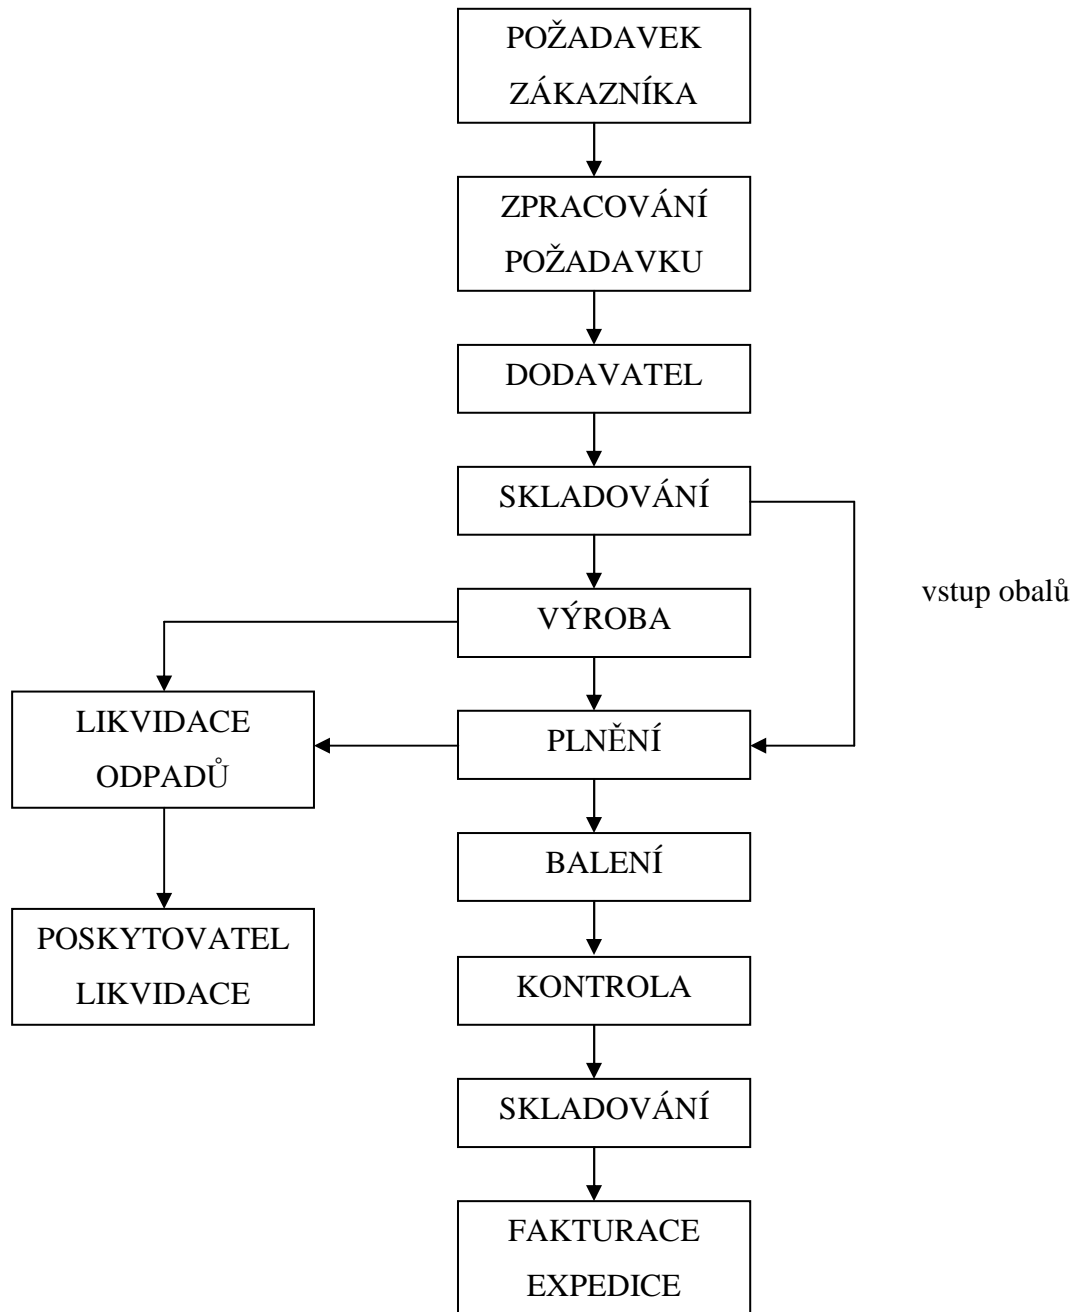 POŽADAVEK
ZÁKAZNÍKA
ZPRACOVÁNÍ
POŽADAVKU
DODAVATEL
SKLADOVÁNÍ
vstup obalů
VÝROBA
LIKVIDACE
ODPADŮ
PLNĚNÍ
BALENÍ
POSKYTOVATEL
LIKVIDACE
KONTROLA
SKLADOVÁNÍ
FAKTURACE
EXPEDICE